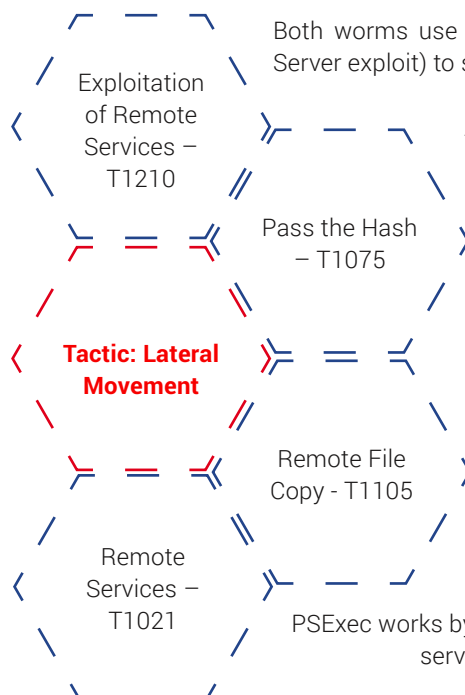 Both worms use
Server exploit) to s
Exploitation
of Remote
Services –
T1210
Pass the Hash
– T1075
Tactic: Lateral
Movement
Remote File
Copy - T1105
Remote
Services –
T1021
PSExec works by
serv